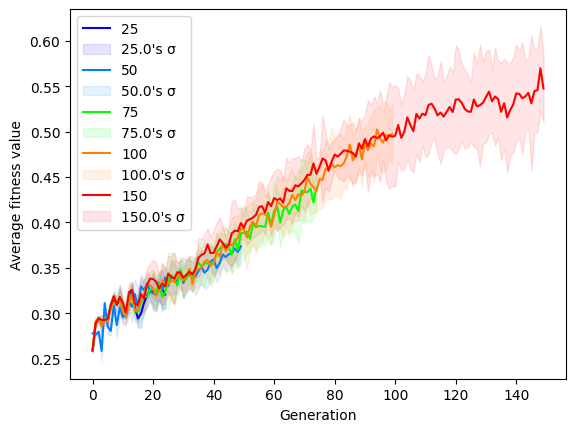 25
25.0's σ
50
50.0's σ
75
75.0's σ
100
100.0's σ
150
150.0's σ
0.60
0.55
0.50
0.45
0.40
0.35
0.30
0.25
Average fitness value
0 20 40 60 80 100 120 140
Generation